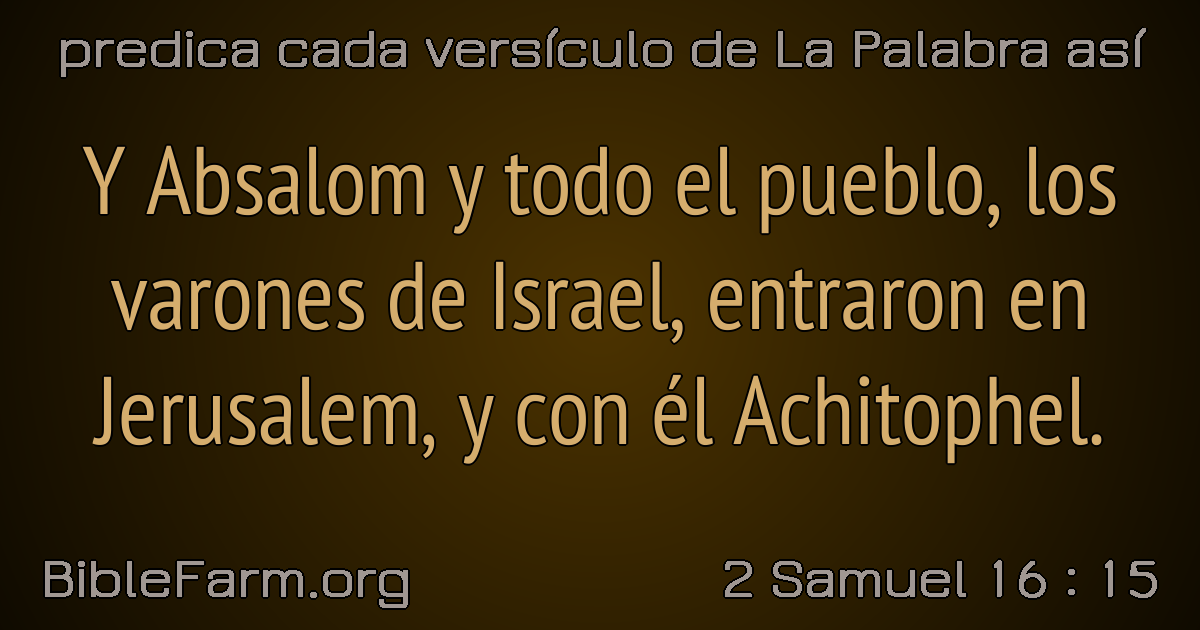 predica cada versículo de La Palabra así
Y Absalom y todo el pueblo, los
varones de Israel, entraron en
Jerusalem, y con él Achitophel.
BibleFarm.org
2 Samuel 16 : 15